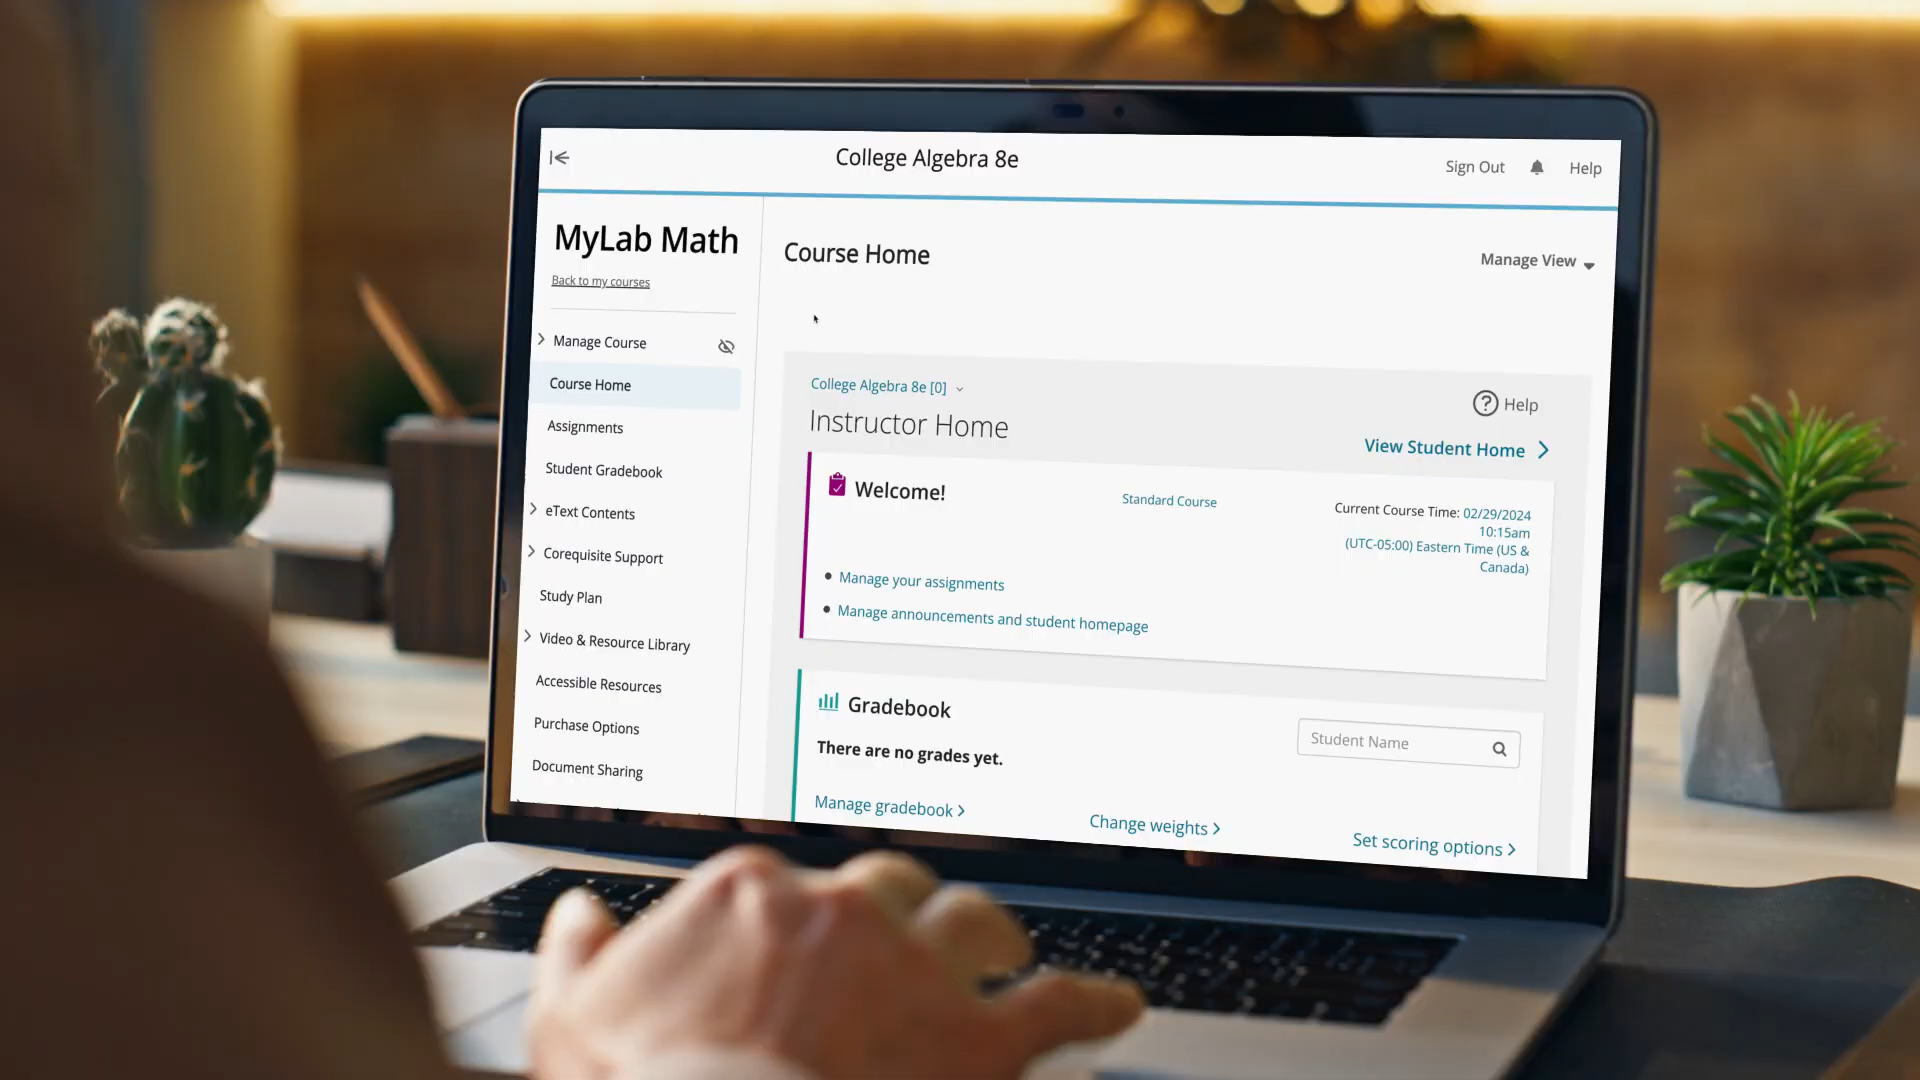 College Algebra 8e
Sign Out
Help
MyLab Math
Back to my courses
Manage Course
Course Home
Assignments
Student Gradebook
eText Contents
Corequisite Support
Study Plan
Video & Resource Library
Accessible Resources
Purchase Options
Document Sharing
Course Home
Manage View
College Algebra 8e [0]
Help
Instructor Home
View Student Home
Welcome!
Standard Course
Current Course Time: 02/29/2024
10:15am
(UTC-05:00) Eastern Time (US &
Canada)
Manage your assignments
Manage announcements and student homepage
Gradebook
Student Name
There are no grades yet.
Manage gradebook
Change weights
Set scoring options